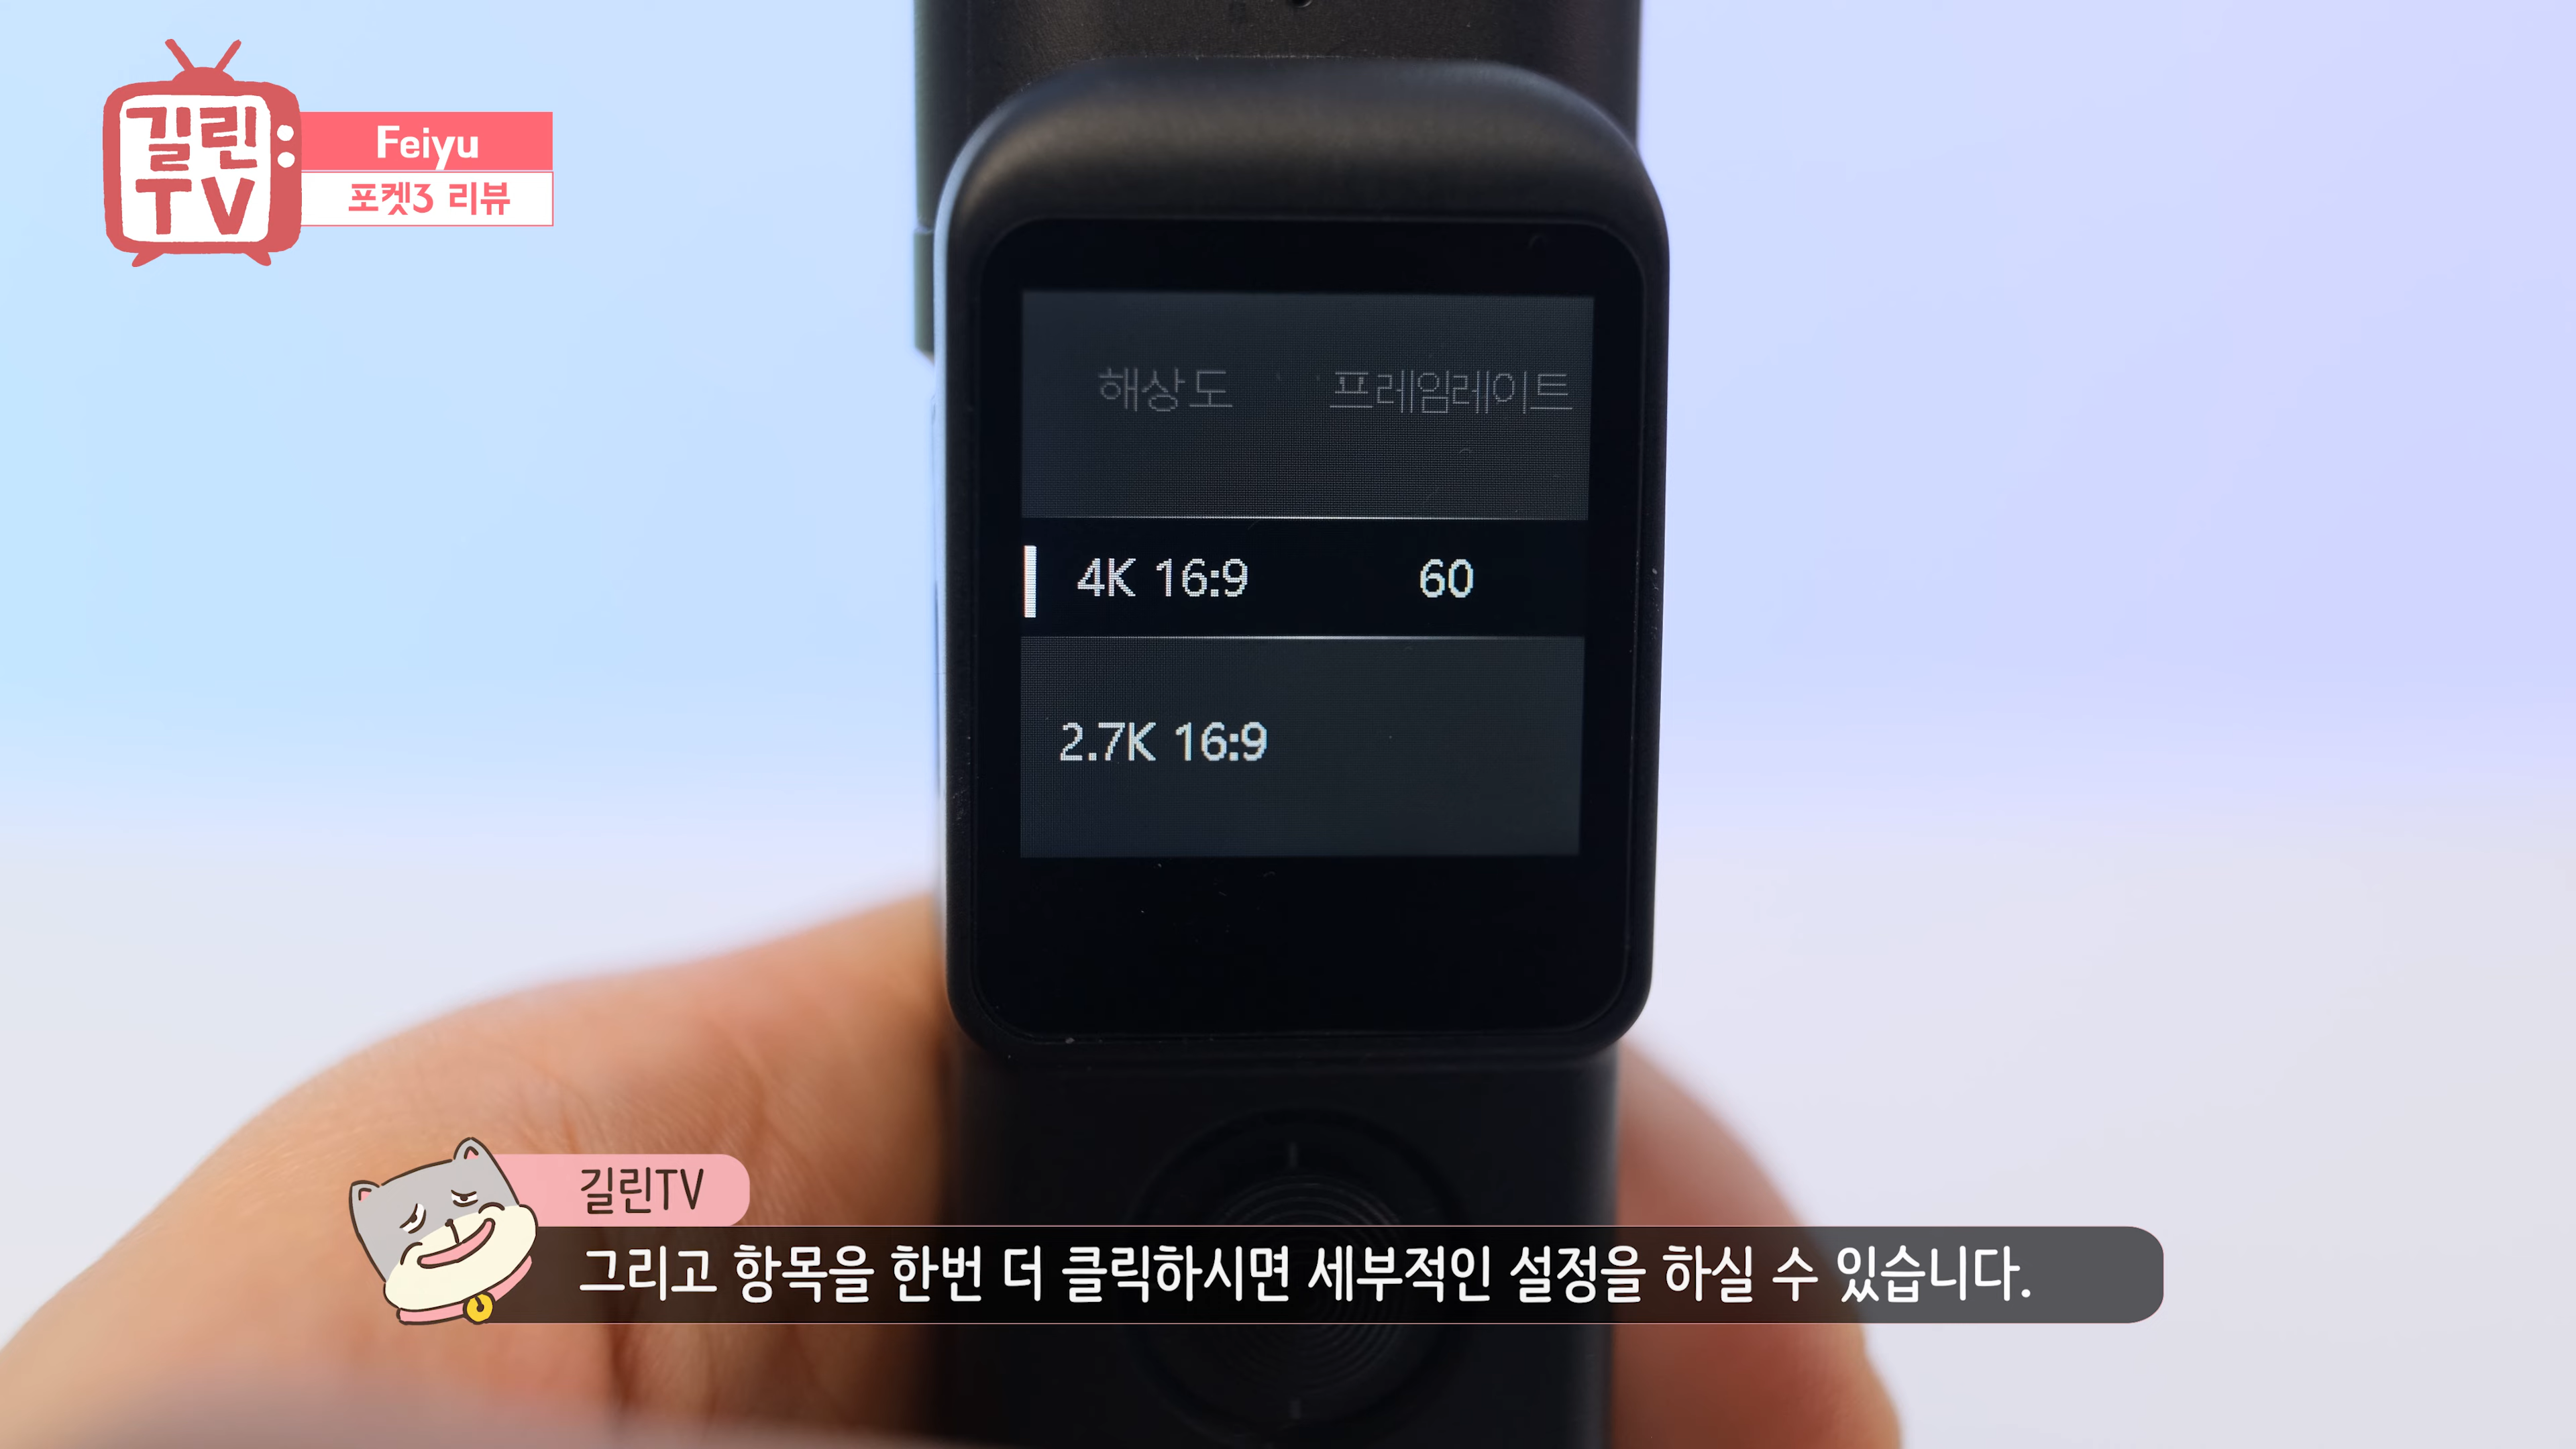 길린
TV
Feiyu
포켓3 리뷰
해상도 프레임레이트
4K 16:9 60
2.7K 16:9
길린TV
그리고 항목을 한번 더 클릭하시면 세부적인 설정을 하실 수 있습니다.